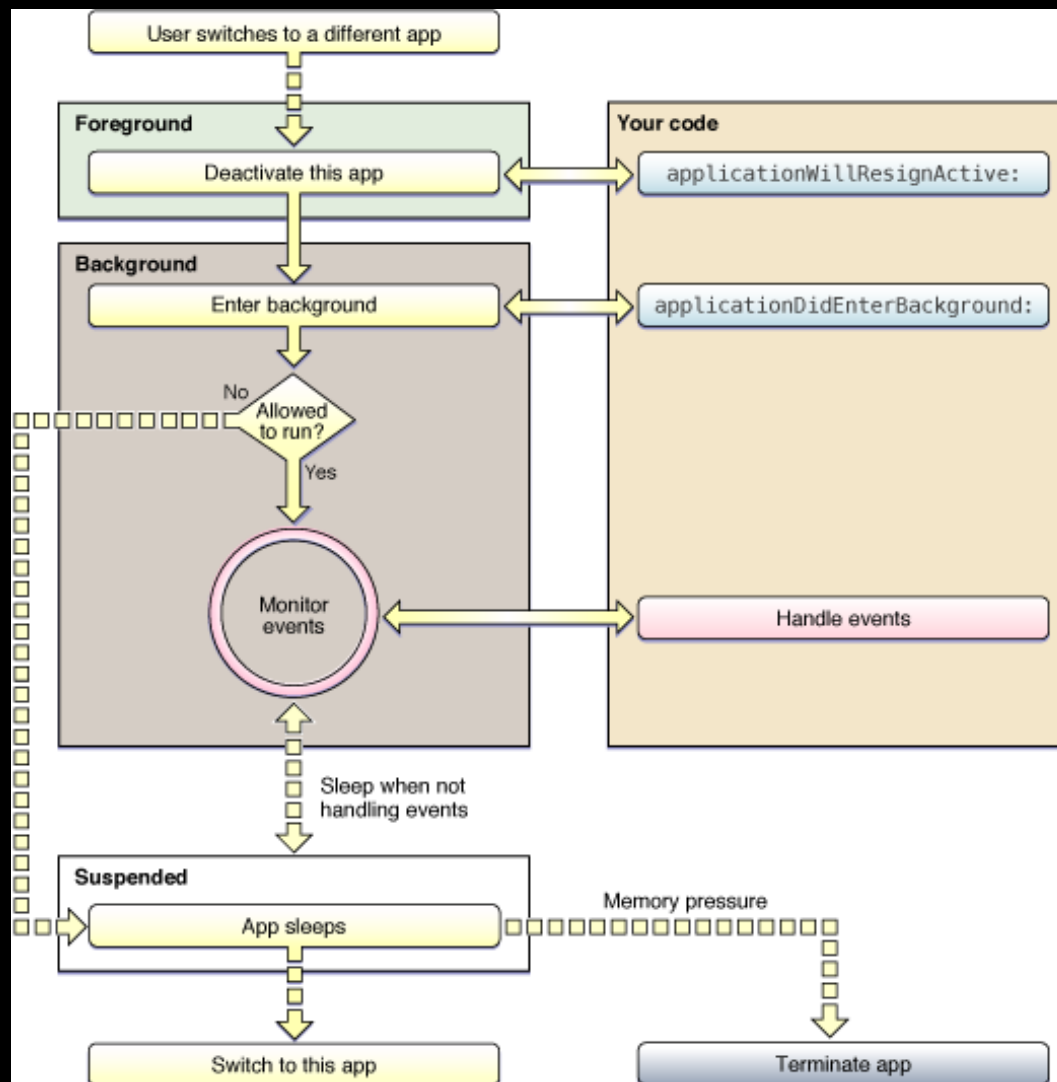 User switches to a different app
Foreground
Your code
Deactivate this app
applicationWillResignActive:
Background
Enter background
applicationDidEnterBackground:
No
Allowed
to run?
Yes
Monitor
events
Handle events
Sleep when not
handling events
Suspended
Memory pressure
App sleeps
Switch to this app
Terminate app